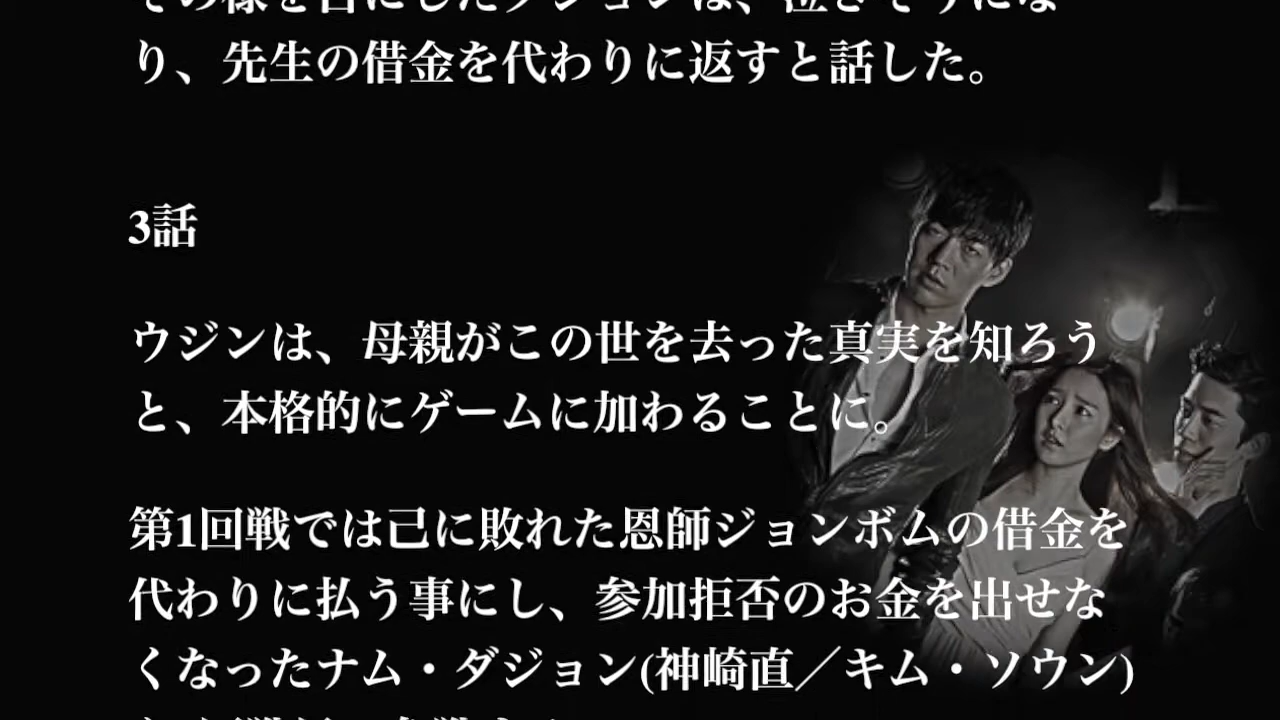 り、先生の借金を代わりに返すと話した。
3話
ウジンは、母親がこの世を去った真実を知ろう
と、本格的にゲームに加わることに。
第1回戦では己に敗れた恩師ジョンボムの借金を
代わりに払う事にし、参加拒否のお金を出せな
くなったナム・ダジョン(神崎直／キム・ソウン)